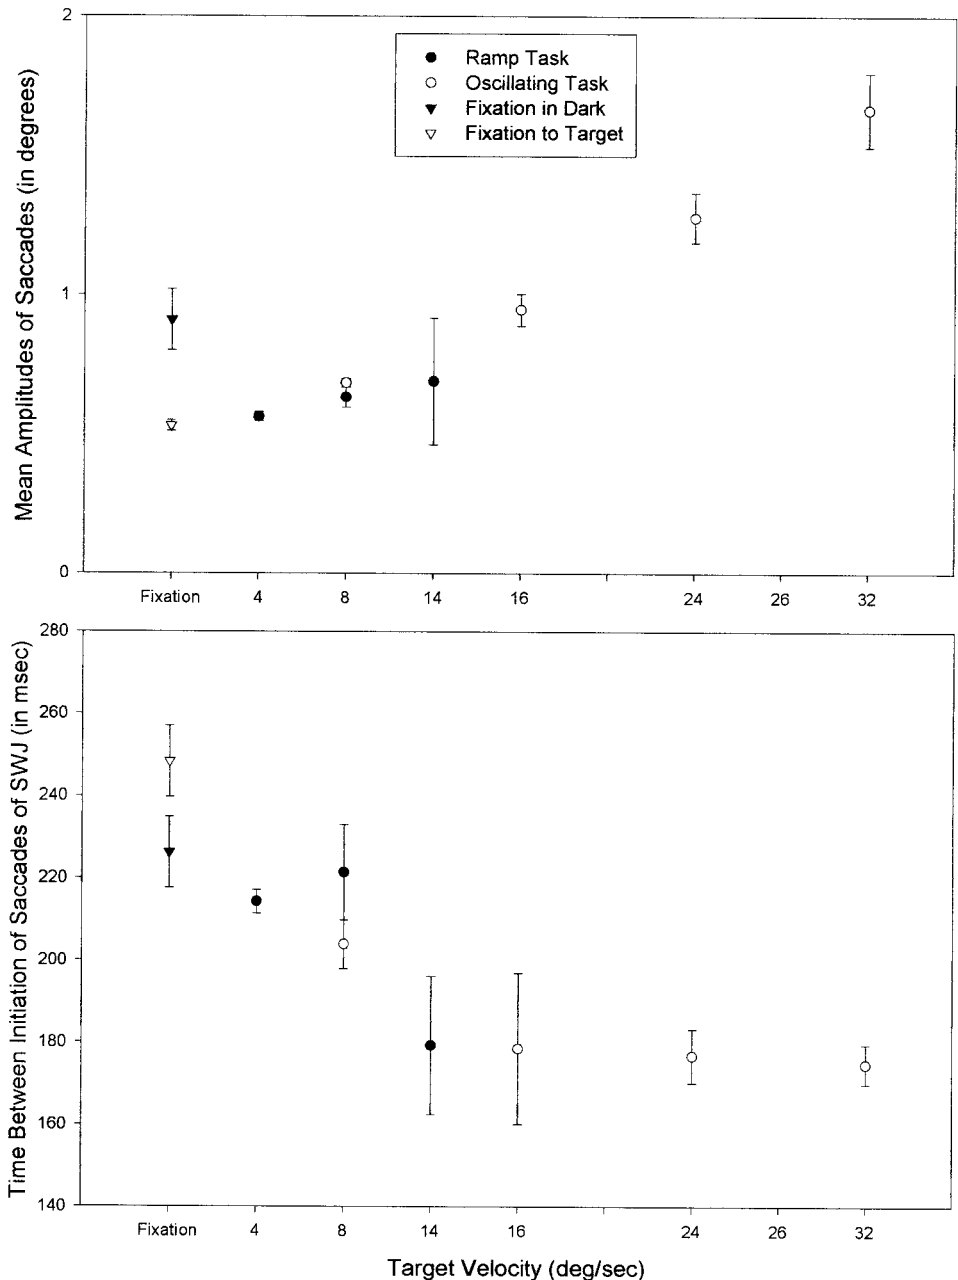 Mean Amplitudes of Saccades (in degrees)
2
1
0
Ramp Task
Oscillating Task
Fixation in Dark
Fixation to Target
Fixation 4 8 14 16 24 26 32
Time Between Initiation of Saccades of SWJ (in msec)
280
260
240
220
200
180
160
140
Fixation 4 8 14 16 24 26 32
Target Velocity (deg/sec)